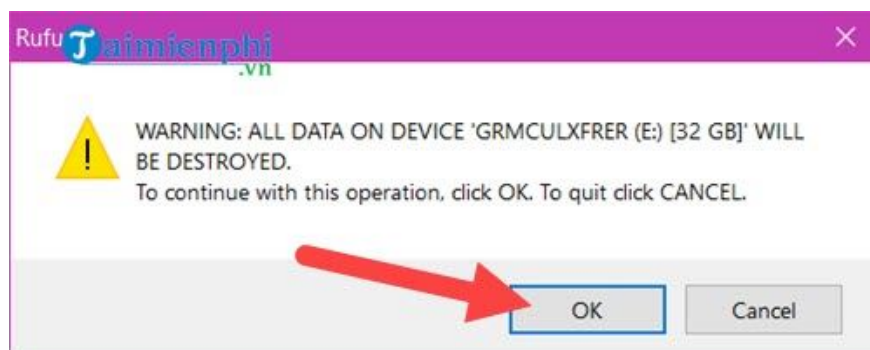 Rufu
Taimienphi
.vn
WARNING: ALL DATA ON DEVICE 'GRMCULXFRER (E:) [32 GB]' WILL
BE DESTROYED.
To continue with this operation, click OK. To quit click CANCEL.
OK
Cancel